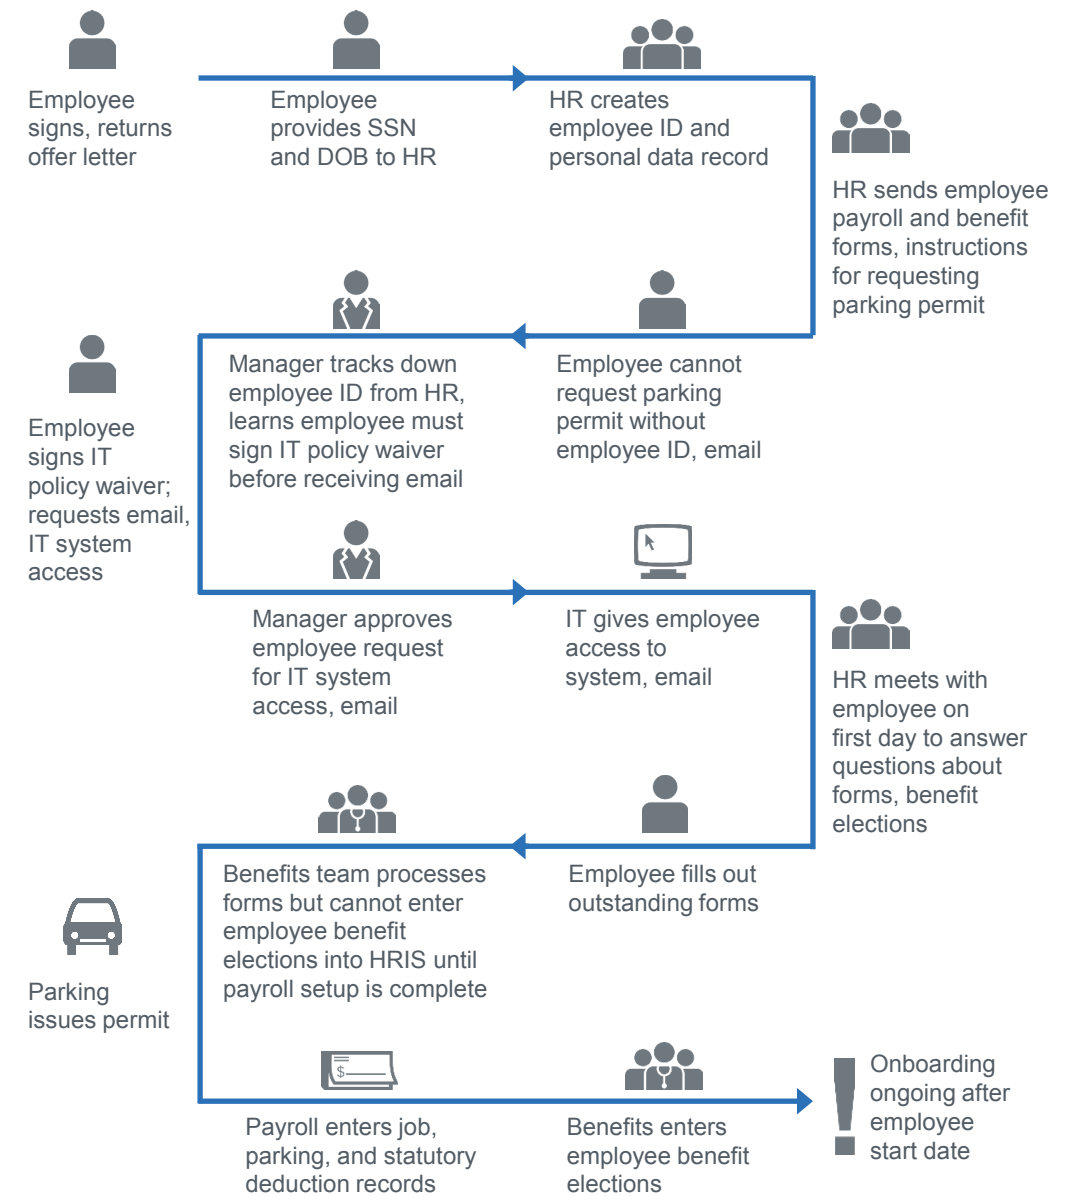 Employee
signs, returns
offer letter
Employee
provides SSN
and DOB to HR
HR creates
employee ID and
personal data record
HR sends employee
payroll and benefit
forms, instructions
for requesting
parking permit
Employee cannot
request parking
permit without
employee ID, email
Manager tracks down
employee ID from HR,
learns employee must
sign IT policy waiver
before receiving email
Employee
signs IT
policy waiver;
requests email,
IT system
access
Manager approves
employee request
for IT system
access, email
IT gives employee
access to
system, email
HR meets with
employee on
first day to answer
questions about
forms, benefit
elections
Employee fills out
outstanding forms
Benefits team processes
forms but cannot enter
employee benefit
elections into HRIS until
payroll setup is complete
Parking
issues permit
$
Payroll enters job,
parking, and statutory
deduction records
Benefits enters
employee benefit
elections
!
Onboarding
ongoing after
employee
start date